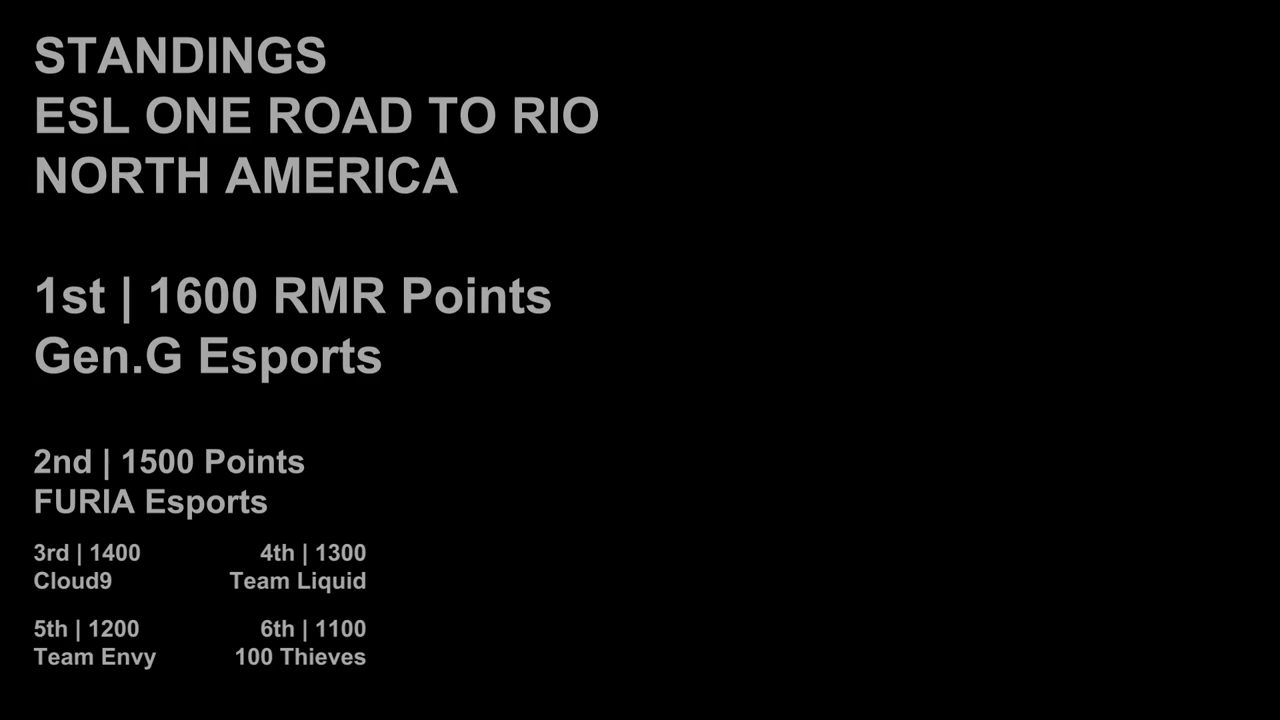 STANDINGS
ESL ONE ROAD TO RIO
NORTH AMERICA
1st | 1600 RMR Points
Gen.G Esports
2nd | 1500 Points
FURIA Esports
3rd | 1400
Cloud9
4th | 1300
Team Liquid
5th | 1200
Team Envy
6th | 1100
100 Thieves